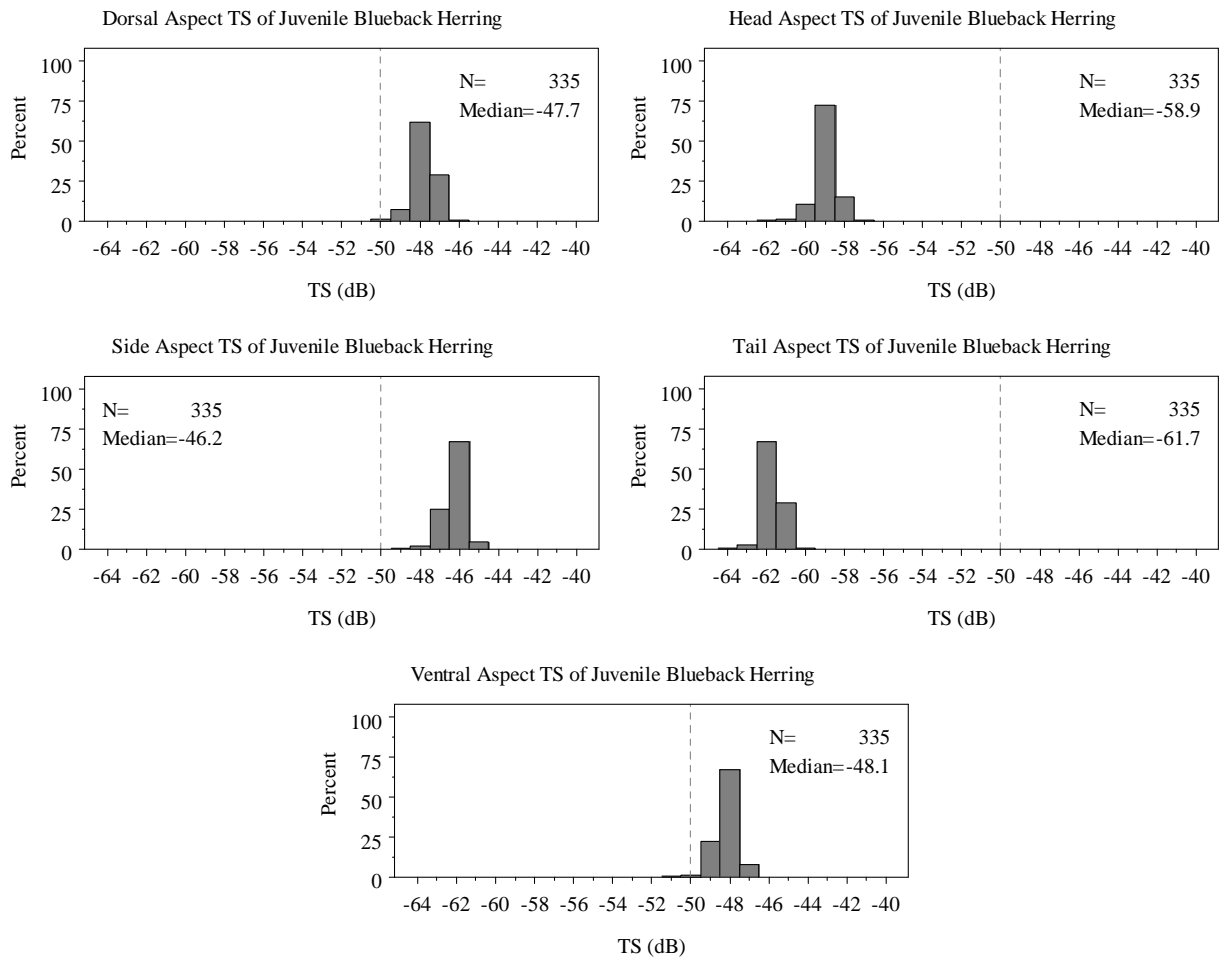 Dorsal Aspect TS of Juvenile Blueback Herring
100
75
50
25
0
Percent
N= 335
Median=-47.7
-64 -62 -60 -58 -56 -54 -52 -50 -48 -46 -44 -42 -40
TS (dB)
Head Aspect TS of Juvenile Blueback Herring
100
75
50
25
0
Percent
N= 335
Median=-58.9
-64 -62 -60 -58 -56 -54 -52 -50 -48 -46 -44 -42 -40
TS (dB)
Side Aspect TS of Juvenile Blueback Herring
100
75
50
25
0
Percent
N= 335
Median=-46.2
-64 -62 -60 -58 -56 -54 -52 -50 -48 -46 -44 -42 -40
TS (dB)
Tail Aspect TS of Juvenile Blueback Herring
100
75
50
25
0
Percent
N= 335
Median=-61.7
-64 -62 -60 -58 -56 -54 -52 -50 -48 -46 -44 -42 -40
TS (dB)
Ventral Aspect TS of Juvenile Blueback Herring
100
75
50
25
0
Percent
N= 335
Median=-48.1
-64 -62 -60 -58 -56 -54 -52 -50 -48 -46 -44 -42 -40
TS (dB)